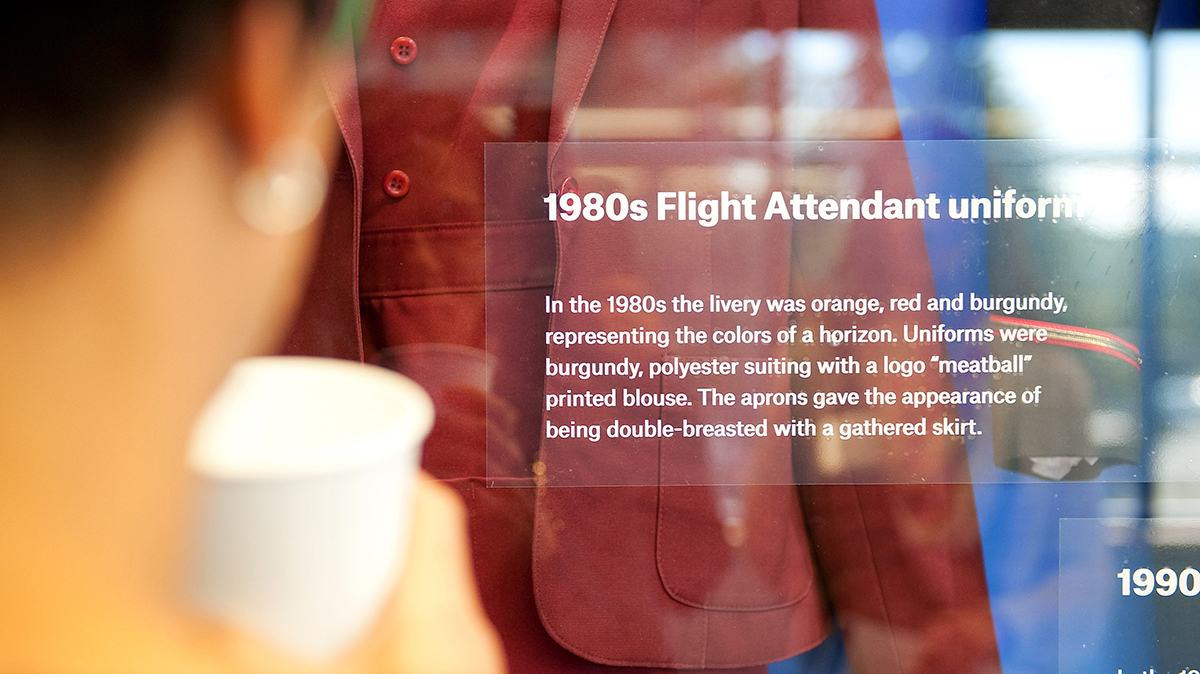 1980s Flight Attendant uniform
In the 1980s the livery was orange, red and burgundy,
representing the colors of a horizon. Uniforms were
burgundy, polyester suiting with a logo “meatball”
printed blouse. The aprons gave the appearance of
being double-breasted with a gathered skirt.
1990